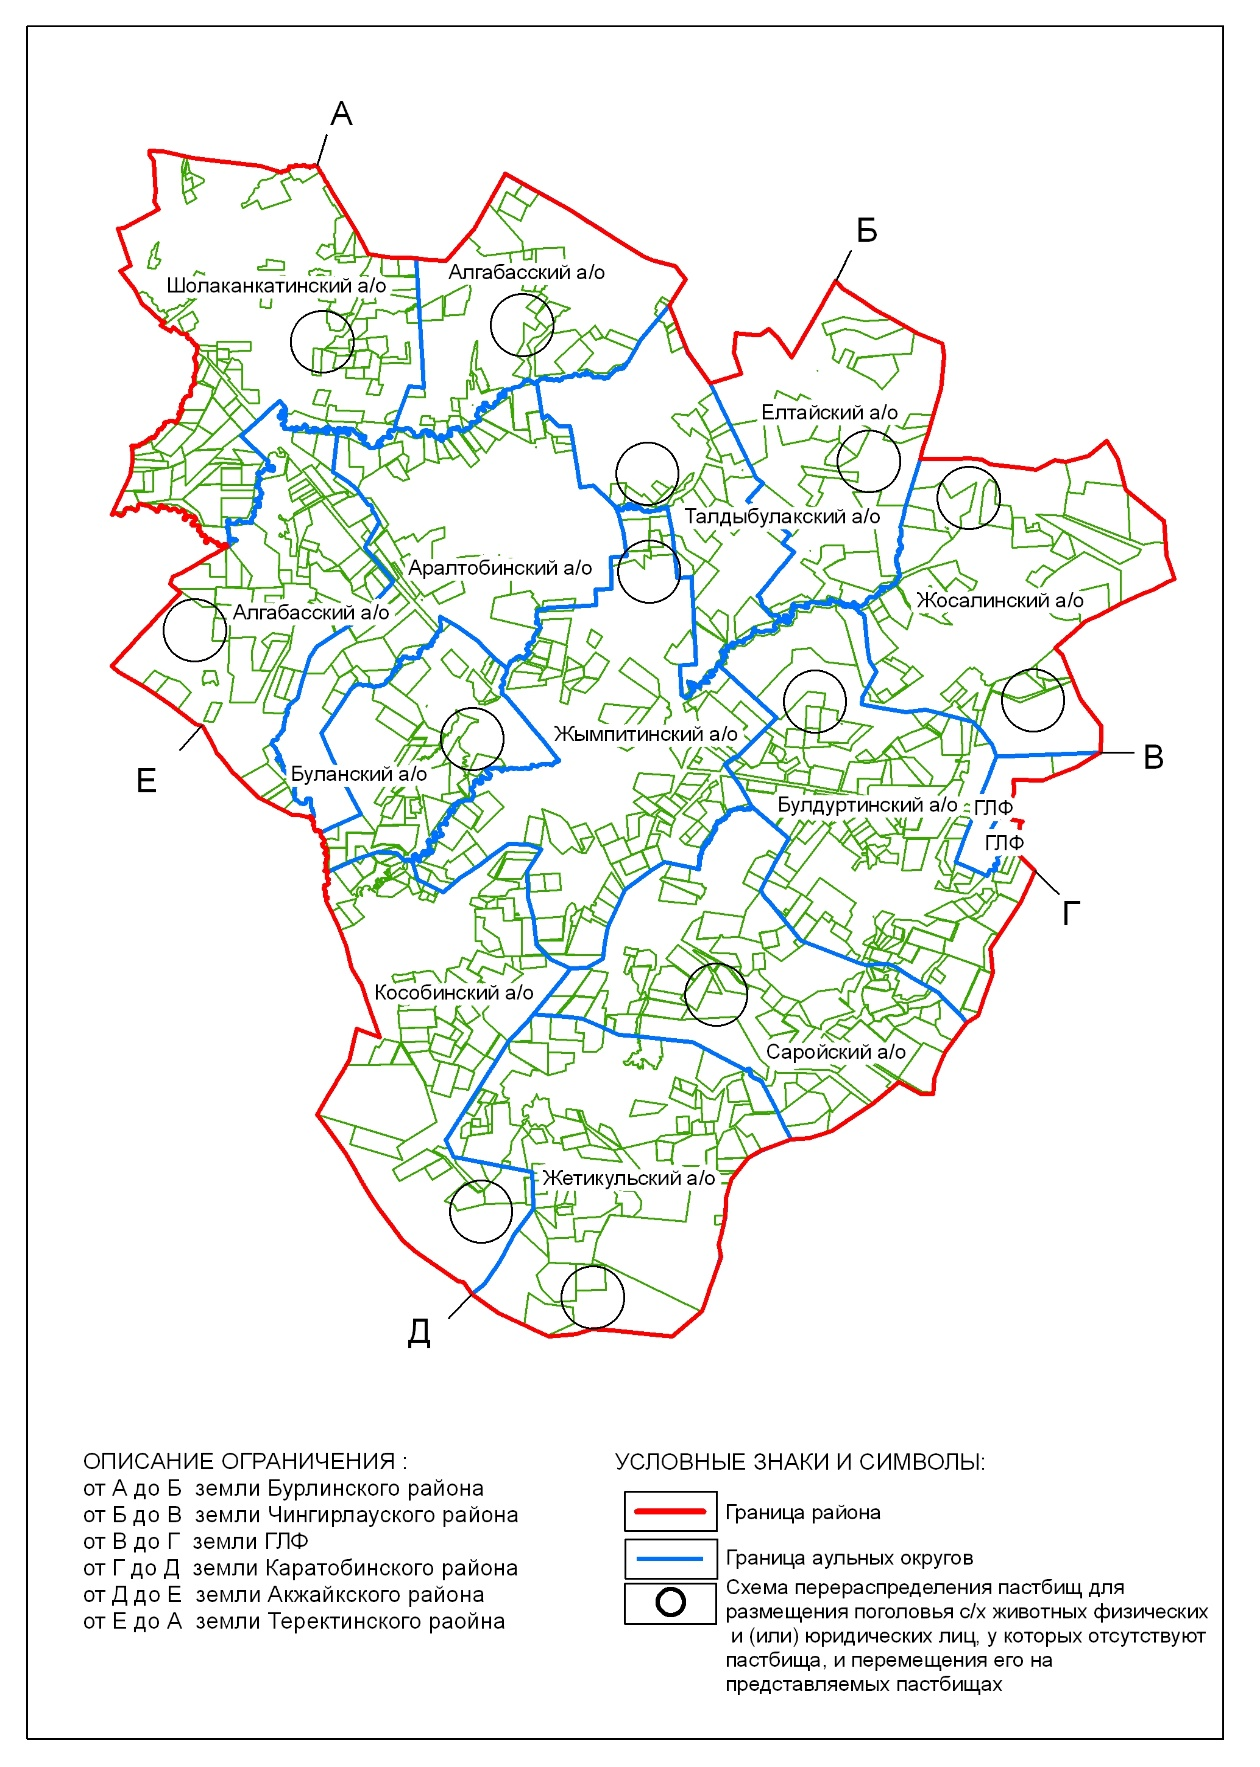 А
Б
Алгабасский а/о
Шолаканкатинский а/о
Елтайский а/о
Талдыбулакский а/о
Аралтобинский а/о
Жосалинский а/о
Алгабасский а/о
Жымпитинский а/о
В
Е
Буланский а/о
Булдуртинский а/о
ГЛФ
ГЛФ
Г
Кособинский а/о
Саройский а/о
Жетикульский а/о
Д
ОПИСАНИЕ ОГРАНИЧЕНИЯ :
от А до Б земли Бурлинского района
от Б до В земли Чингирлауского района
от В до Г земли ГЛФ
от Г до Д земли Каратобинского района
от Д до Е земли Акжайкского района
от Е до А земли Теректинского раойна
УСЛОВНЫЕ ЗНАКИ И СИМВОЛЫ:
Граница района
Граница аульных округов
Схема перераспределения пастбищ для
размещения поголовья с/х животных физических
и (или) юридических лиц, у которых отсутствуют
пастбища, и перемещения его на
представляемых пастбищах